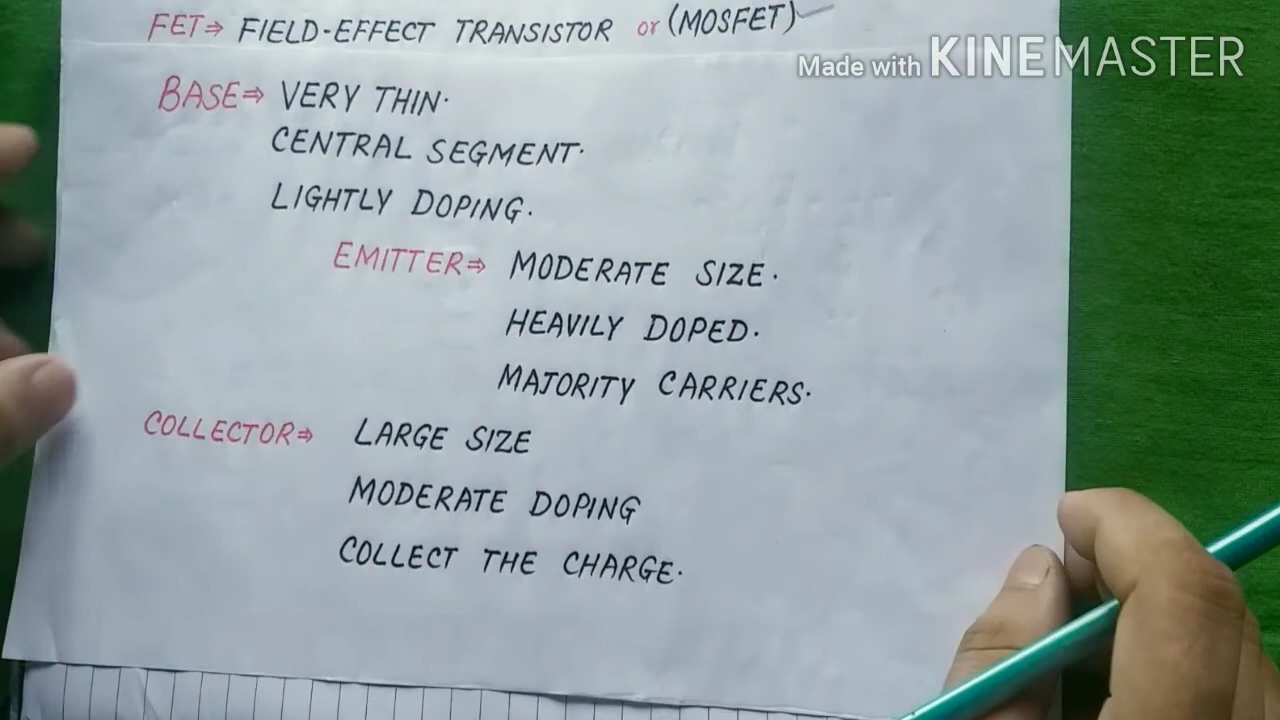 FET⇒ FIELD-EFFECT TRANSISTOR or (MOSFET)
Made with KINEMASTER
BASE⇒ VERY THIN.
CENTRAL SEGMENT.
LIGHTLY DOPING.
EMITTER⇒ MODERATE SIZE.
HEAVILY DOPED.
MAJORITY CARRIERS.
COLLECTOR⇒ LARGE SIZE
MODERATE DOPING
COLLECT THE CHARGE.